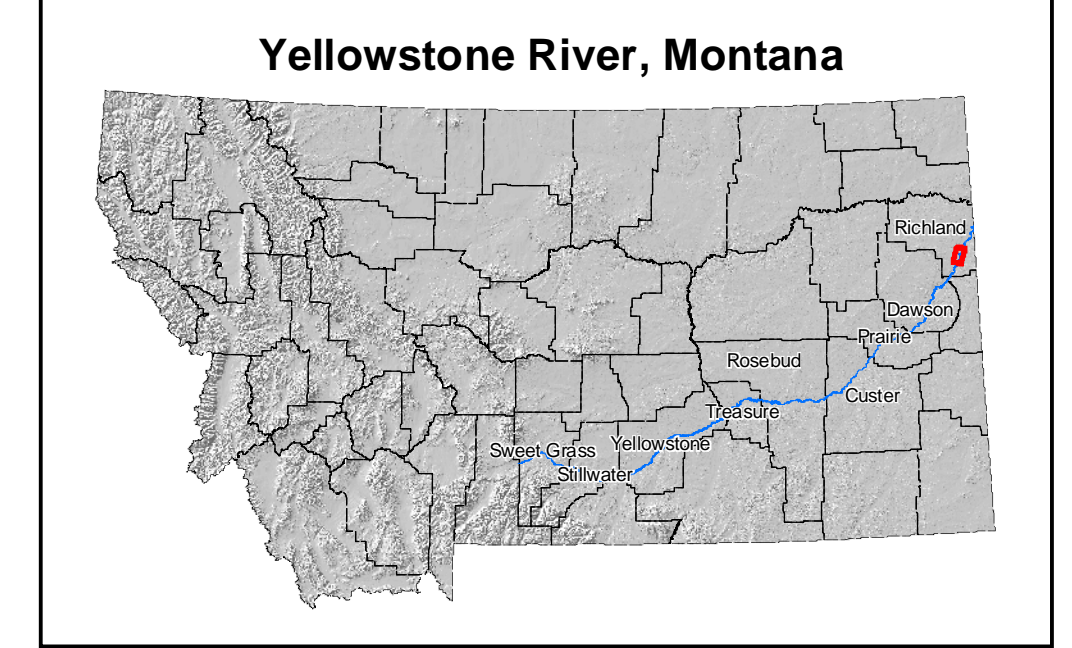 Yellowstone River, Montana
Richland
Dawson
Prairie
Rosebud
Custer
Treasure
Yellowstone
Sweet Grass
Stillwater